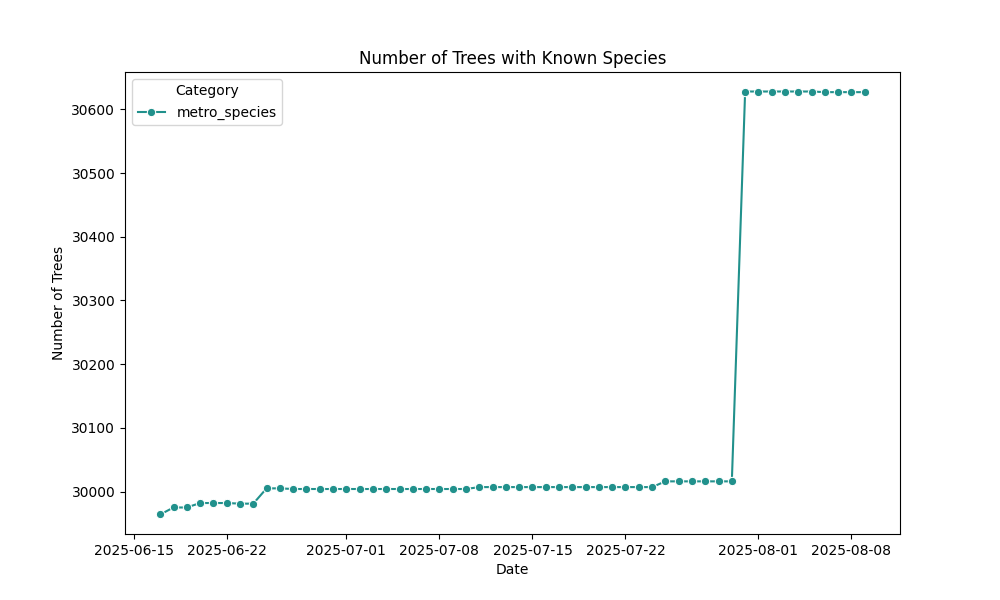 Number of Trees with Known Species
Category
metro_species
30600
30500
30400
30300
30200
30100
30000
Number of Trees
2025-06-15 2025-06-22 2025-07-01 2025-07-08 2025-07-15 2025-07-22 2025-08-01 2025-08-08
Date